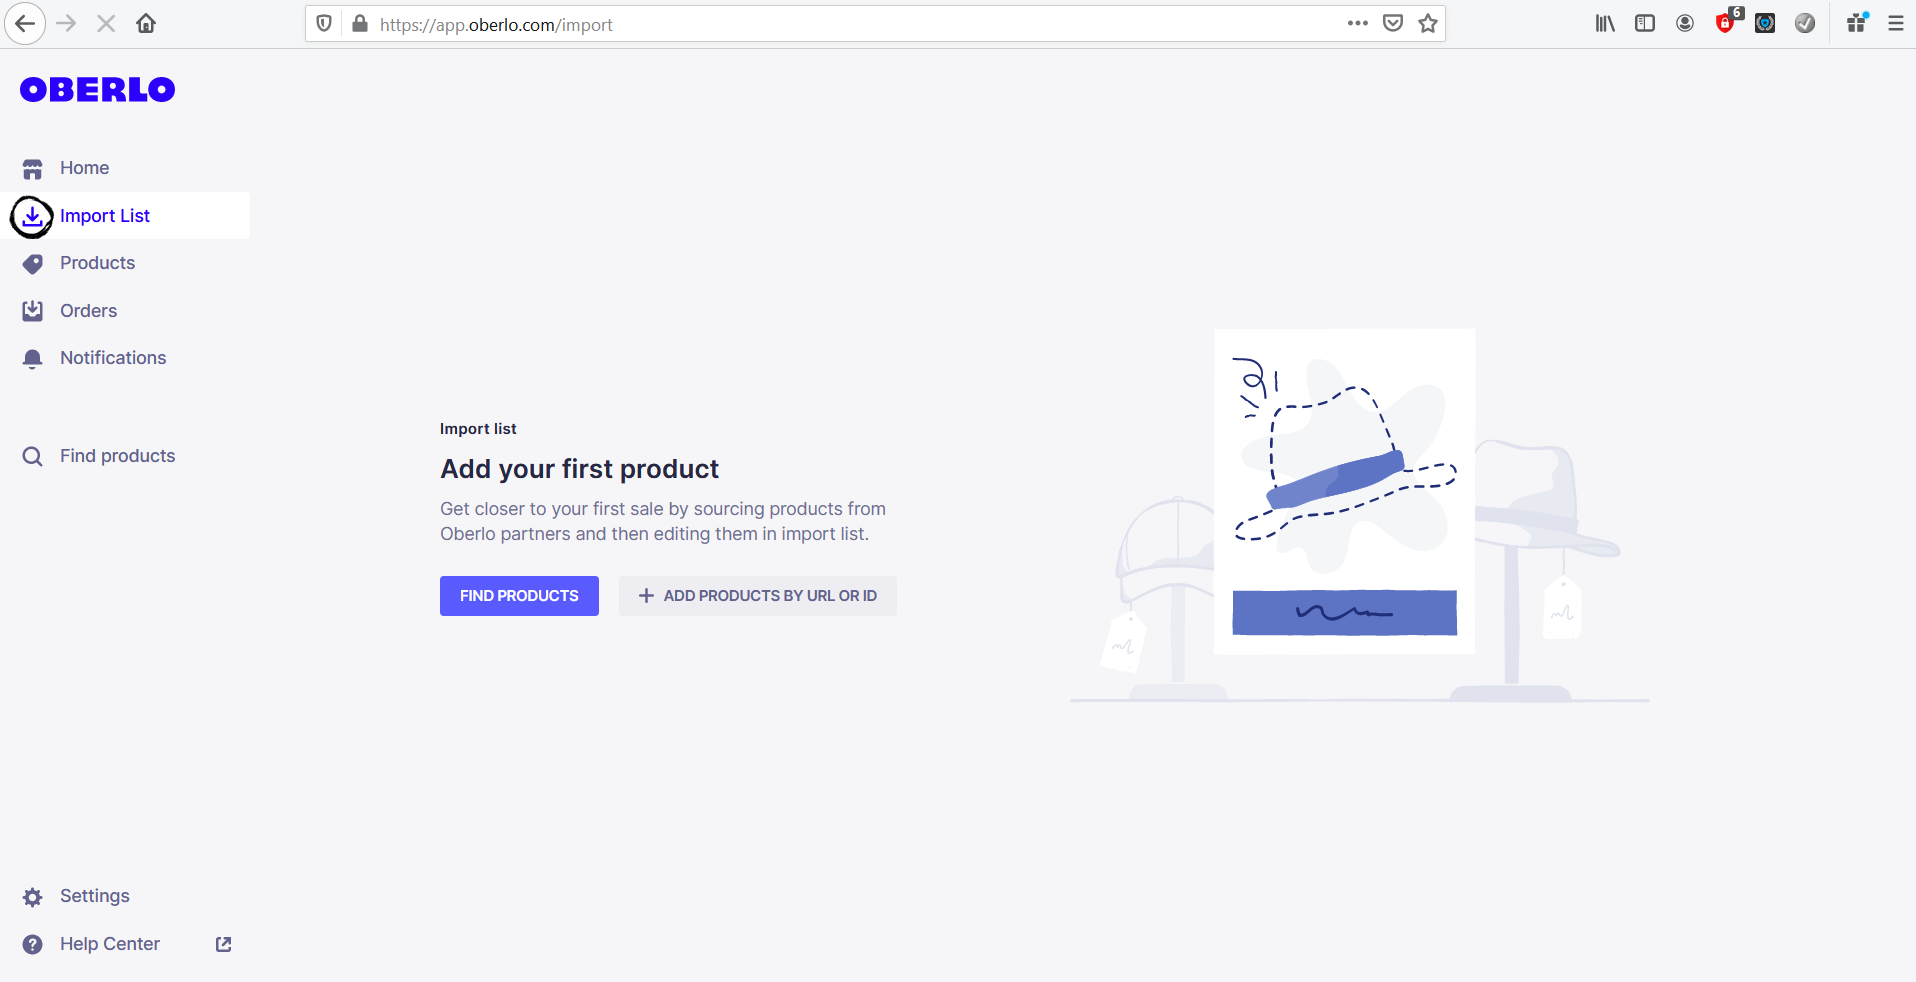 https://app.oberlo.com/import
6
OBERLO
Home
Import List
Products
Orders
Notifications
Find products
Import list
Add your first product
Get closer to your first sale by sourcing products from
Oberlo partners and then editing them in import list.
FIND PRODUCTS
+ ADD PRODUCTS BY URL OR ID
Settings
Help Center